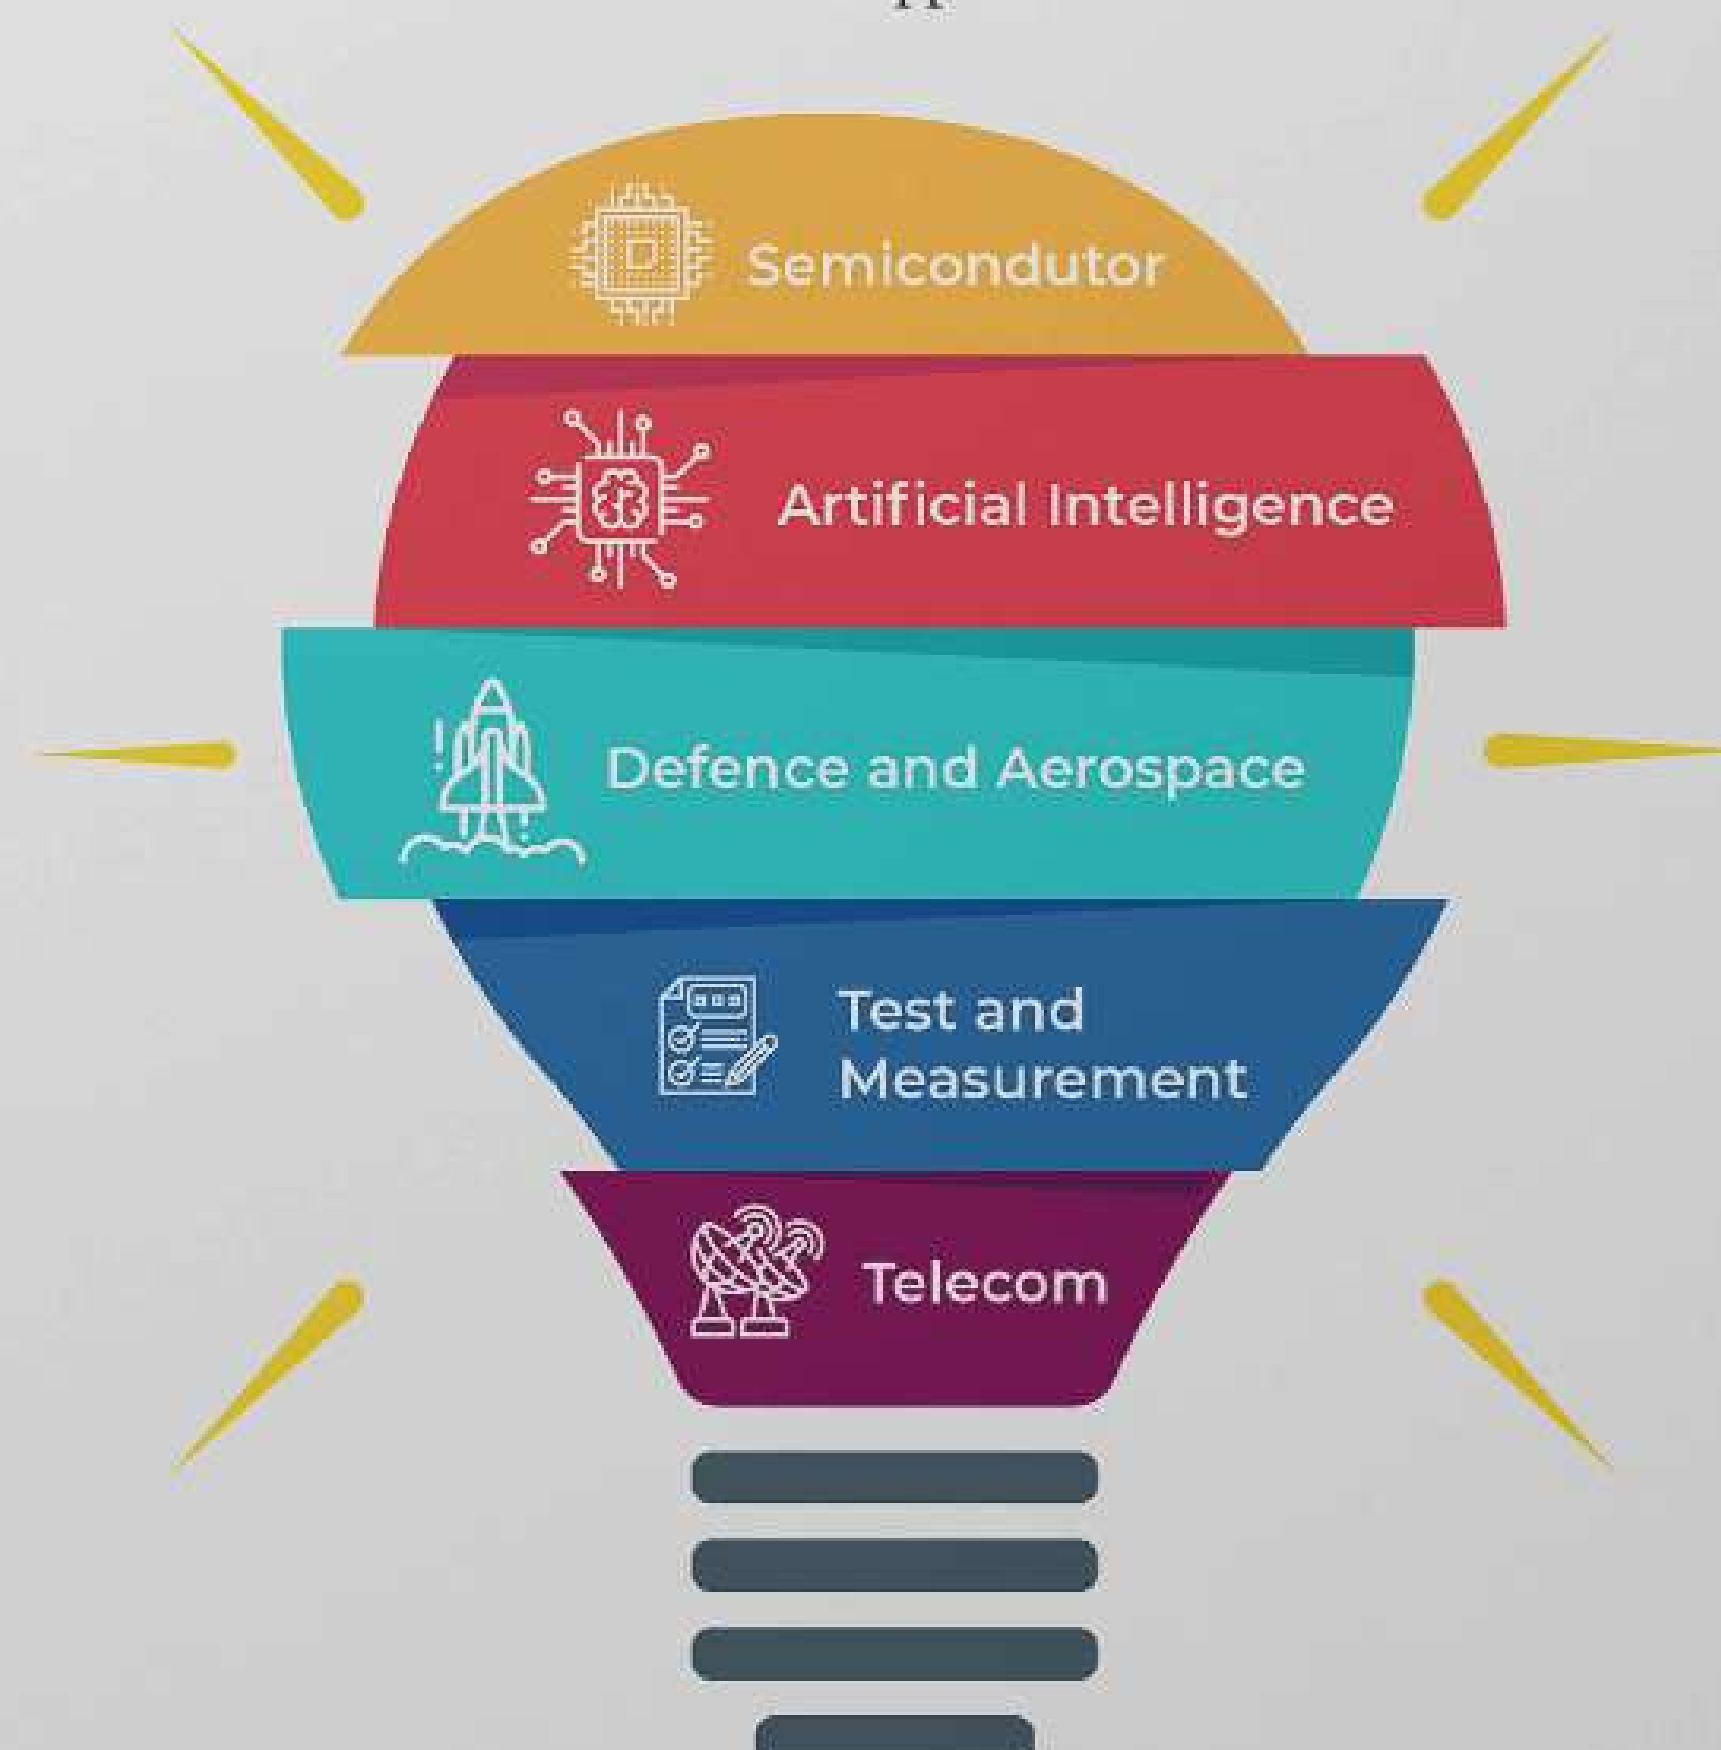 Semicondutor
Artificial Intelligence
Defence and Aerospace
Test and
Measurement
Telecom